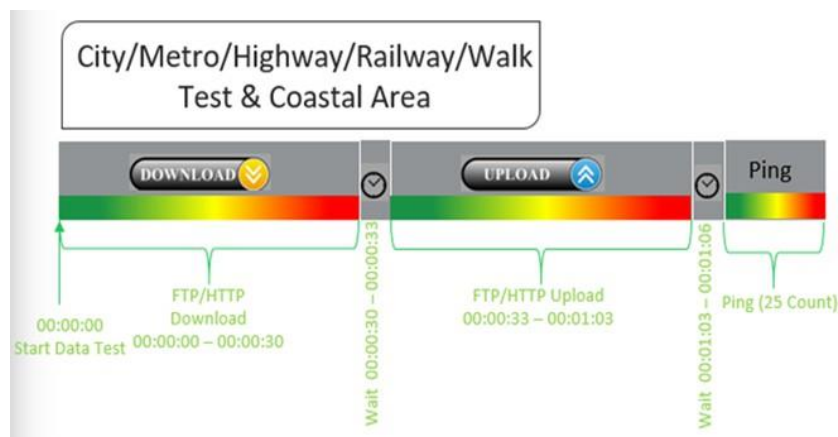 City/Metro/Highway/Railway/Walk
Test & Coastal Area
DOWNLOAD
UPLOAD
Ping
00:00:00
Start Data Test
FTP/HTTP
Download
00:00:00 – 00:00:30
Wait 00:00:30 – 00:00:33
FTP/HTTP Upload
00:00:33 – 00:01:03
Wait 00:01:03 – 00:01:06
Ping (25 Count)